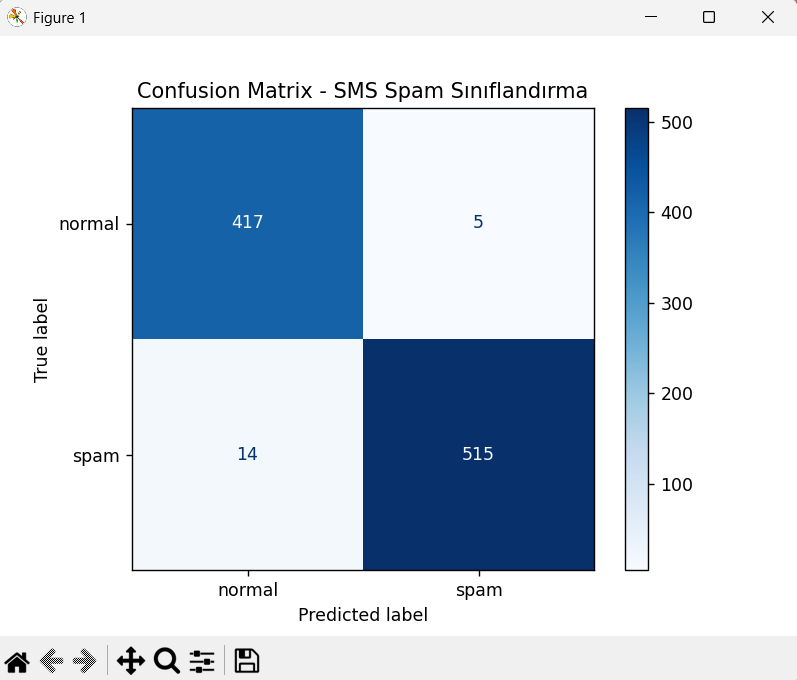 Figure 1
Confusion Matrix - SMS Spam Sınıflandırma
True label
normal
spam
417
5
14
515
normal
spam
Predicted label
500
400
300
200
100